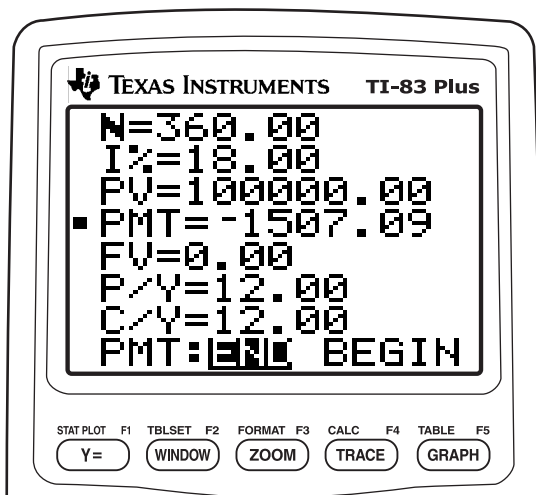 TEXAS INSTRUMENTS TI-83 Plus
N=360.00
I%=18.00
PV=100000.00
PMT=-1507.09
FV=0.00
P/Y=12.00
C/Y=12.00
PMT:END BEGIN
STAT PLOT F1 TBLSET F2 FORMAT F3 CALC F4 TABLE F5
Y= WINDOW ZOOM TRACE GRAPH